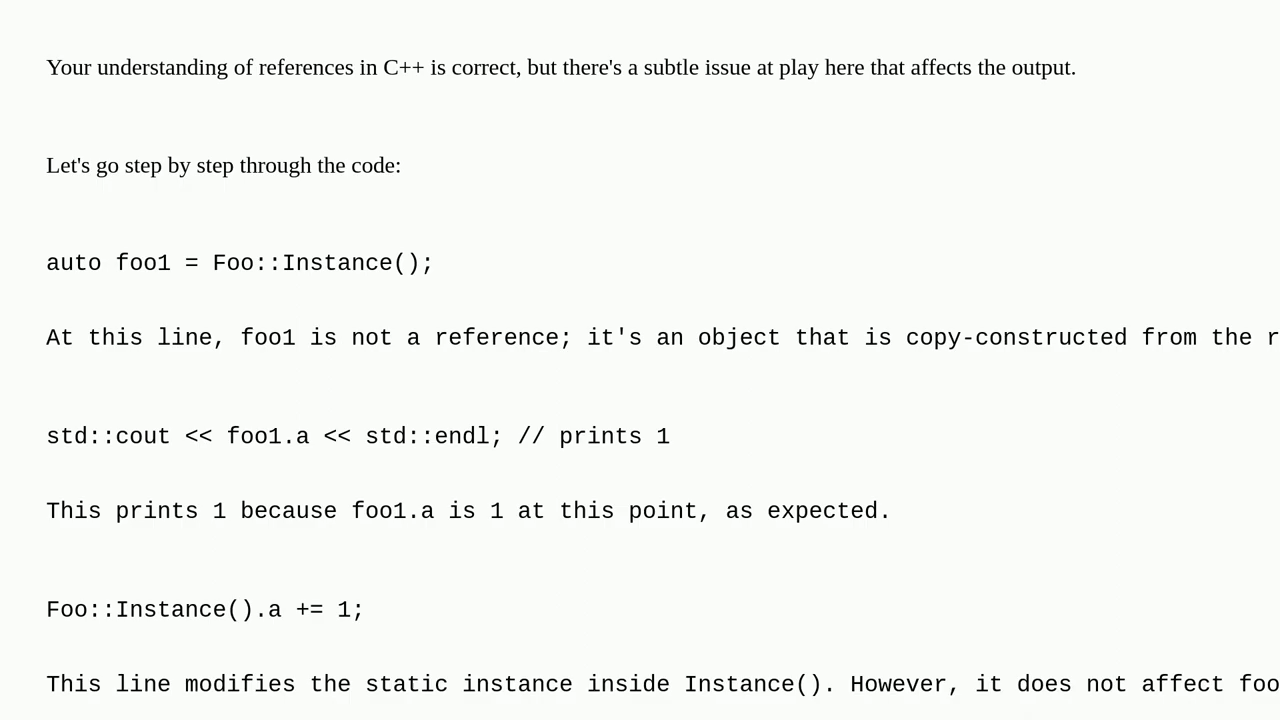 Your understanding of references in C++ is correct, but there's a subtle issue at play here that affects the output.
Let's go step by step through the code:
auto foo1 = Foo::Instance();
At this line, foo1 is not a reference; it's an object that is copy-constructed from the
std::cout << foo1.a << std::endl; // prints 1
This prints 1 because foo1.a is 1 at this point, as expected.
Foo::Instance().a += 1;
This line modifies the static instance inside Instance(). However, it does not affect